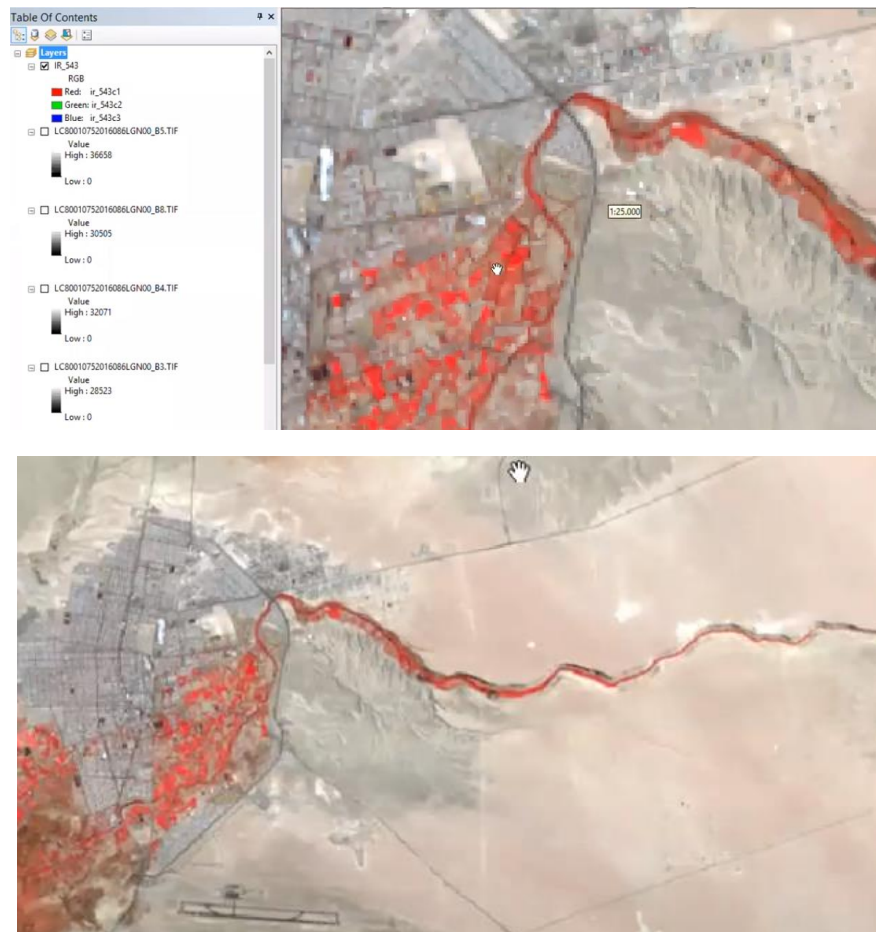 Table Of Contents
Layers
IR_543
RGB
Red: ir_543c1
Green: ir_543c2
Blue: ir_543c3
LC80010752016086LGN00_B5.TIF
Value
High : 36658
Low : 0
LC80010752016086LGN00_B8.TIF
Value
High : 30505
Low : 0
LC80010752016086LGN00_B4.TIF
Value
High : 32071
Low : 0
LC80010752016086LGN00_B3.TIF
Value
High : 28523
Low : 0
1:25.000